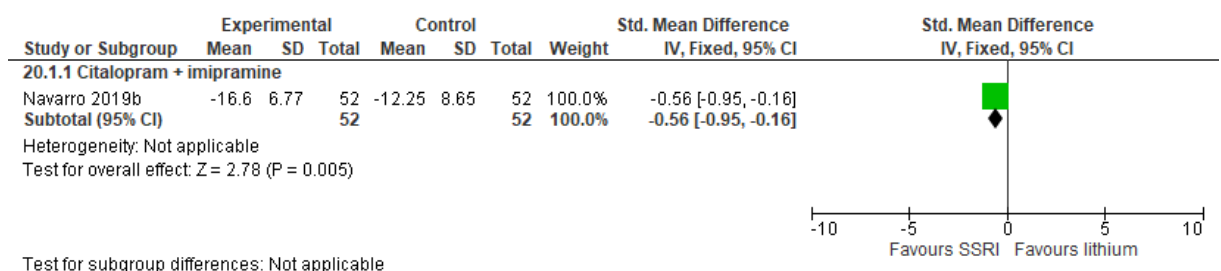 Experimental Control Std. Mean Difference Std. Mean Difference
Study or Subgroup Mean SD Total Mean SD Total Weight IV, Fixed, 95% CI IV, Fixed, 95% CI
20.1.1 Citalopram + imipramine
Navarro 2019b -16.6 6.77 52 -12.25 8.65 52 100.0% -0.56 [-0.95, -0.16]
Subtotal (95% CI) 52 52 100.0% -0.56 [-0.95, -0.16]
Heterogeneity: Not applicable
Test for overall effect: Z = 2.78 (P = 0.005)
-10 -5 0 5 10
Favours SSRI Favours lithium
Test for subgroup differences: Not applicable